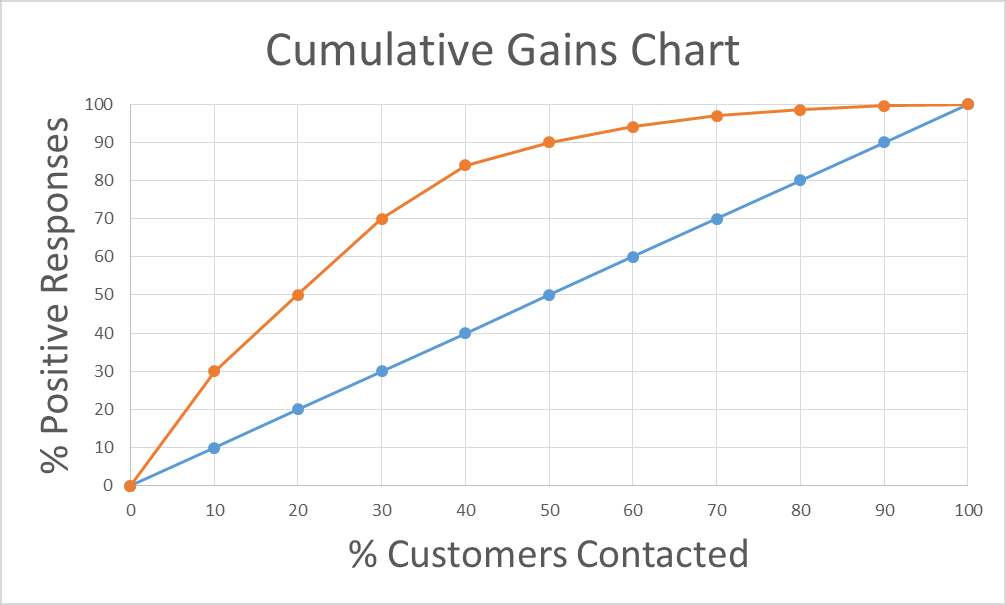 Cumulative Gains Chart
% Positive Responses
100
90
80
70
60
50
40
30
20
10
0
0 10 20 30 40 50 60 70 80 90 100
% Customers Contacted